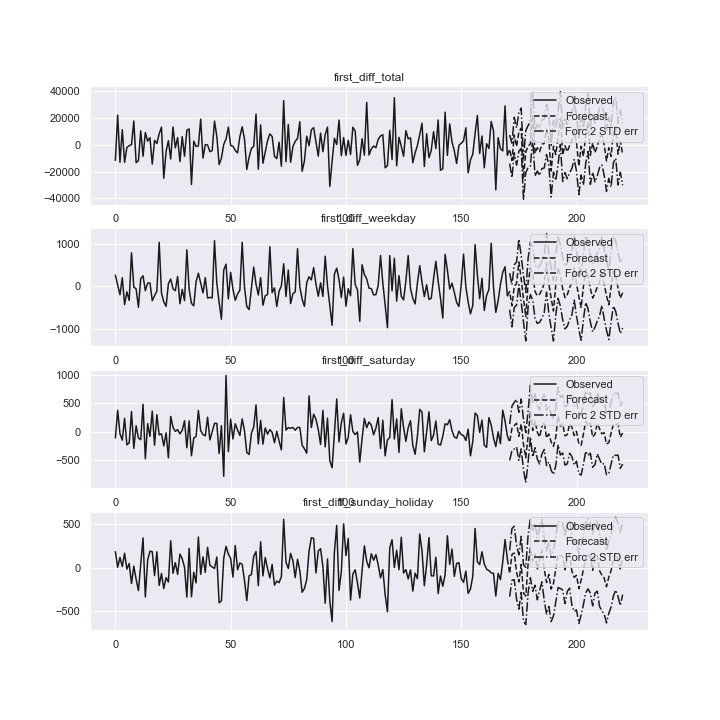 first_diff_total
40000
20000
0
−20000
−40000
Observed
Forecast
Forc 2 STD err
0 50 100 150 200
first_diff_weekday
1000
0
−1000
Observed
Forecast
Forc 2 STD err
0 50 100 150 200
first_diff_saturday
1000
500
0
−500
Observed
Forecast
Forc 2 STD err
0 50 100 150 200
first_diff_sunday_holiday
500
0
−500
Observed
Forecast
Forc 2 STD err
0 50 100 150 200